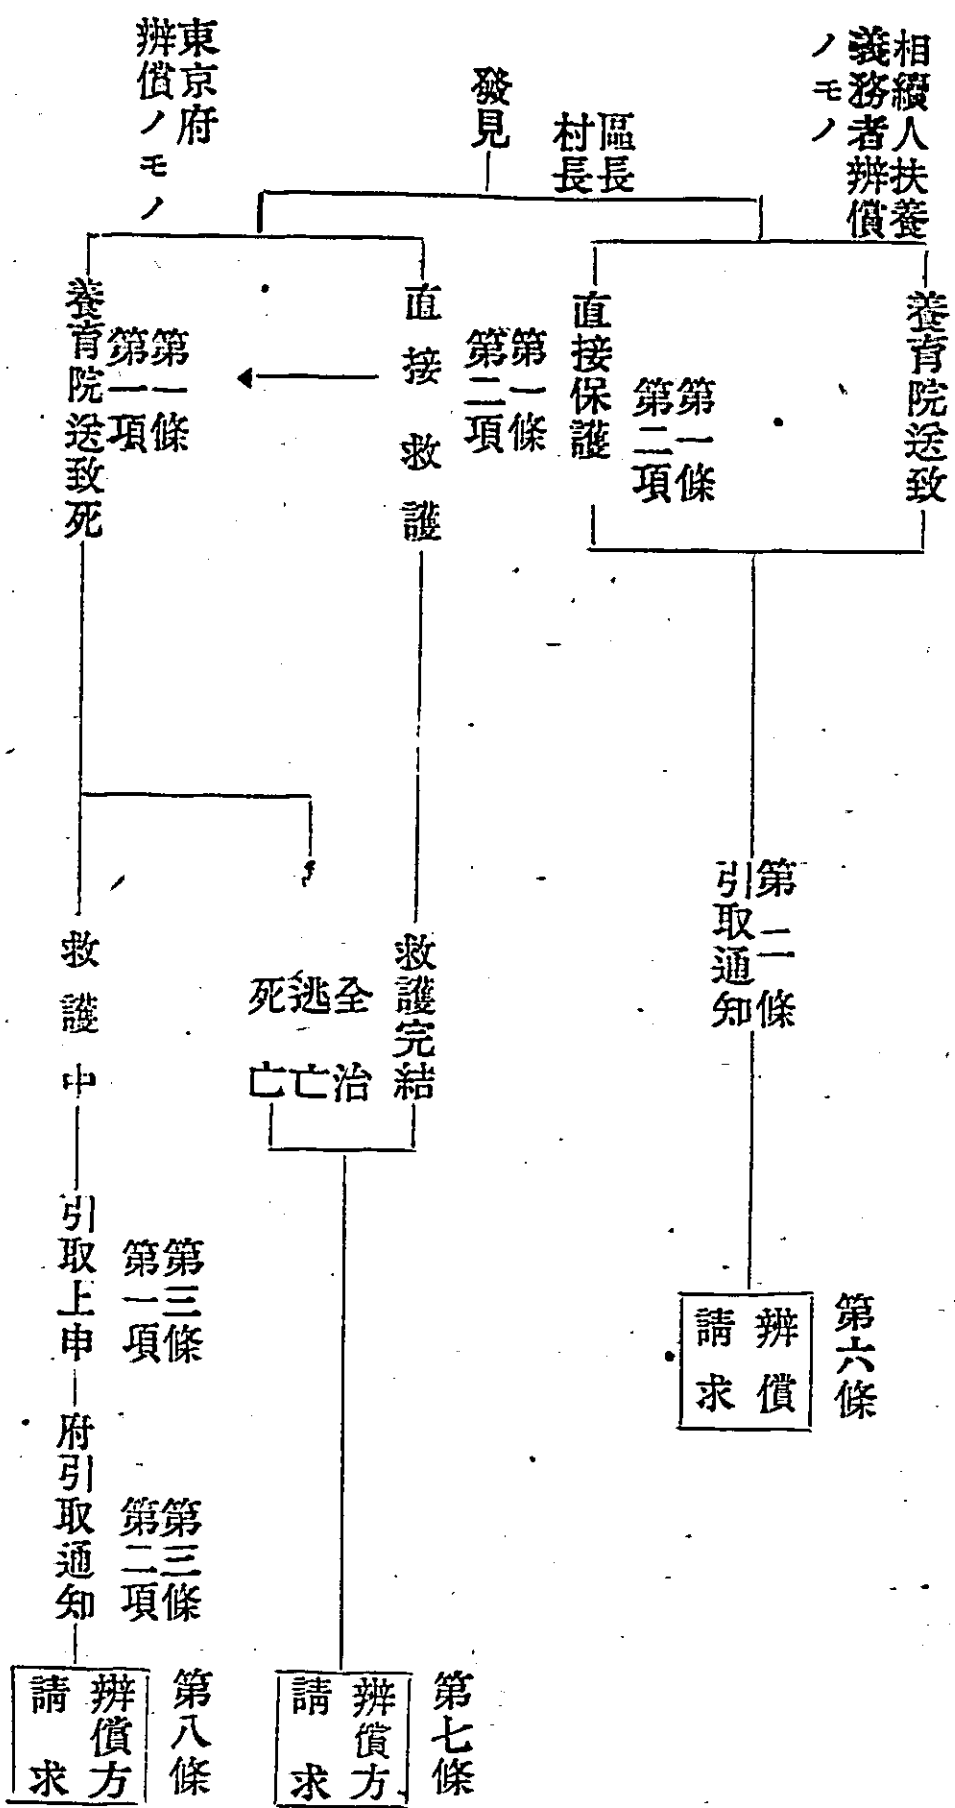 相續人扶養
義務者辨償
ノモノ
養育院送致
第一條
第二項
直接保護
第二條
引取通知
第六條
辨償
請求
區長
村長
發見
第一條
第二項
直接救護
救護完結
全治
逃亡
死亡
第七條
辨償方
請求
東京府
辨償ノモノ
第一條
第一項
養育院送致死
救護中
第三條
第一項
引取上申
第三條
第二項
府引取通知
第八條
辨償方
請求